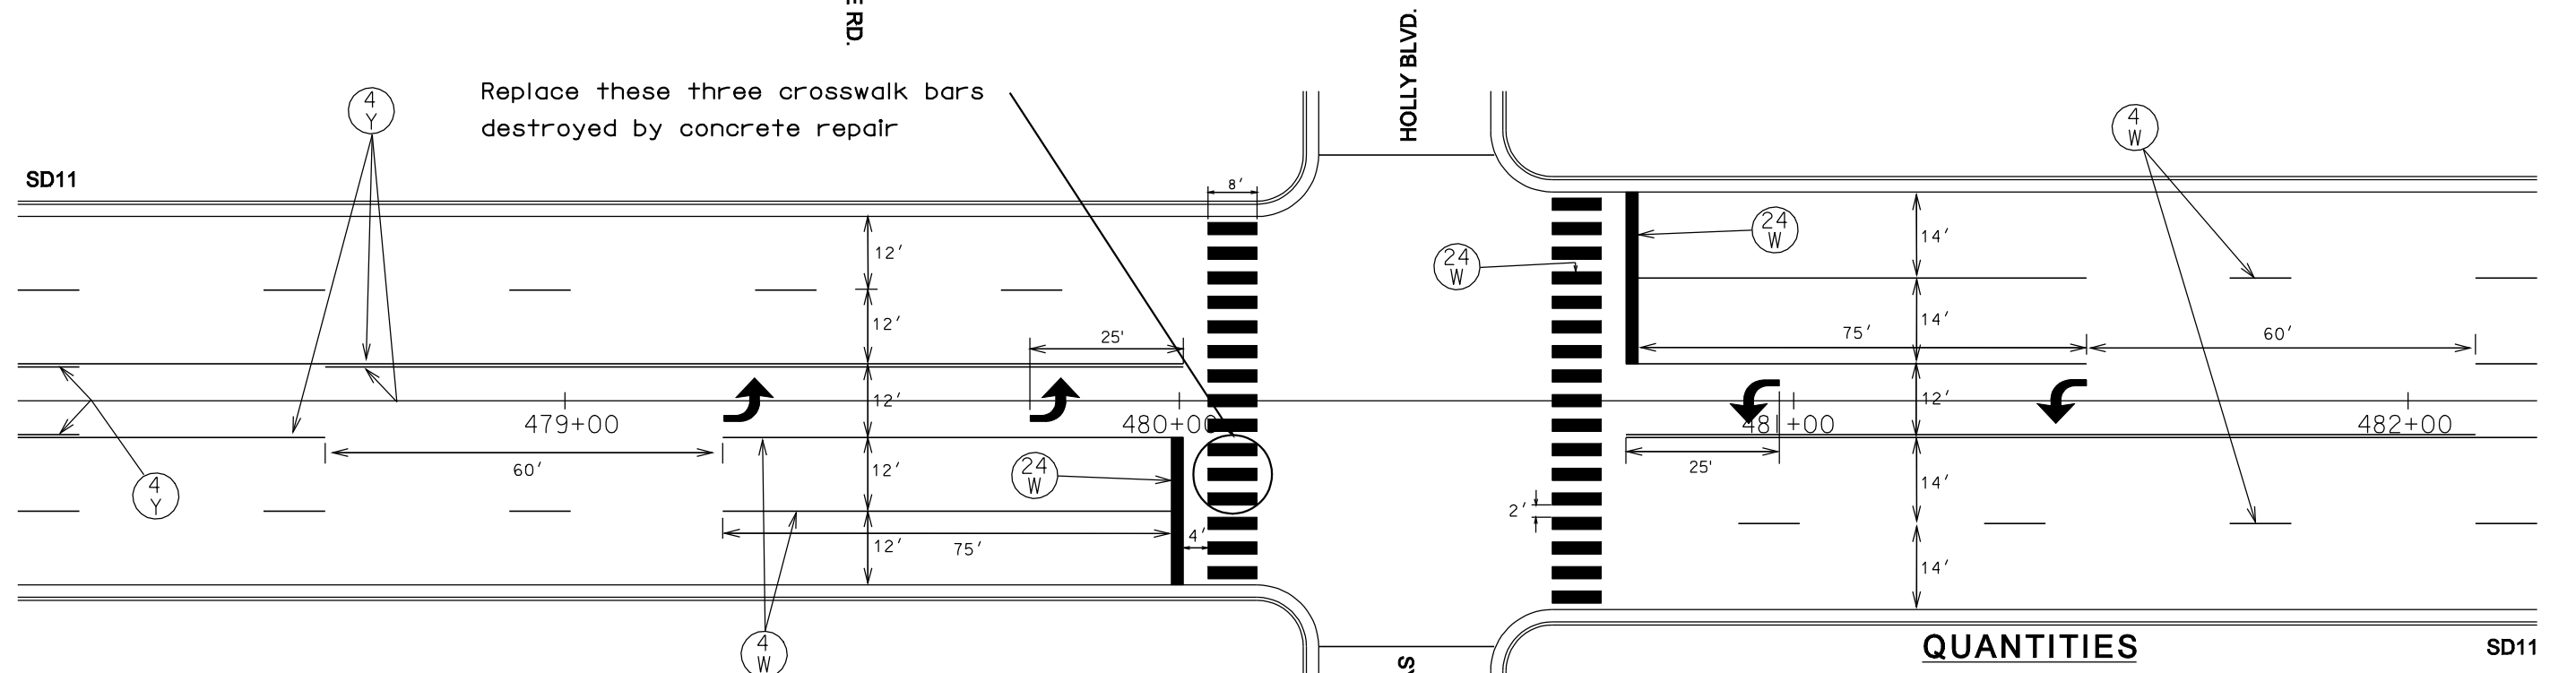 E RD.
HOLLY BLVD.
Replace these three crosswalk bars
destroyed by concrete repair
4
Y
4
W
SD11
8'
24
W
24
W
12'
14'
12'
14'
25'
75'
60'
12'
12'
479+00
480+00
481+00
482+00
60'
12'
24
W
25'
14'
4
Y
2'
12'
75'
4'
14'
4
W
S
QUANTITIES
SD11